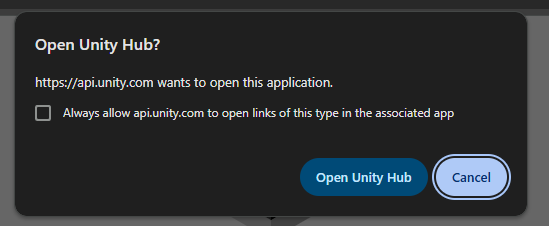 Open Unity Hub?
https://api.unity.com wants to open this application.
Always allow api.unity.com to open links of this type in the associated app
Open Unity Hub
Cancel